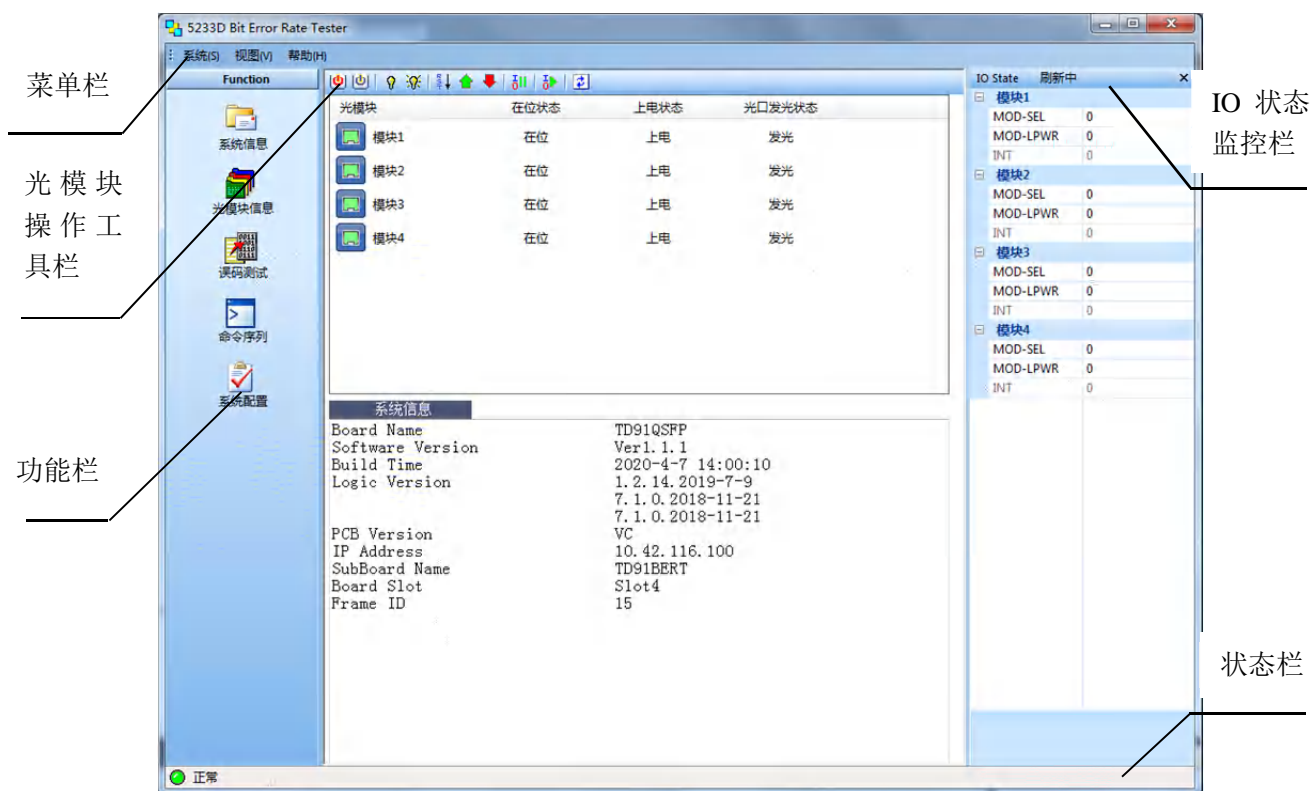 5233D Bit Error Rate Tester
系统(S) 视图(V) 帮助(H)
菜单栏
光模块
操作工
具栏
功能栏
Function
系统信息
光模块信息
误码测试
命令序列
系统配置
光模块 在位状态 上电状态 光口发光状态
模块1 在位 上电 发光
模块2 在位 上电 发光
模块3 在位 上电 发光
模块4 在位 上电 发光
系统信息
Board Name TD91QSFP
Software Version Ver1.1.1
Build Time 2020-4-7 14:00:10
Logic Version 1.2.14.2019-7-9
7.1.0.2018-11-21
7.1.0.2018-11-21
PCB Version VC
IP Address 10.42.116.100
SubBoard Name TD91BERT
Board Slot Slot4
Frame ID 15
IO State 刷新中
模块1
MOD-SEL 0
MOD-LPWR 0
INT 0
模块2
MOD-SEL 0
MOD-LPWR 0
INT 0
模块3
MOD-SEL 0
MOD-LPWR 0
INT 0
模块4
MOD-SEL 0
MOD-LPWR 0
INT 0
IO 状态
监控栏
状态栏
正常